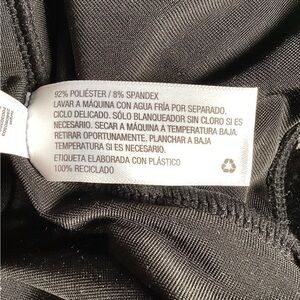 92% POLIÉSTER / 8% SPANDEX
LAVAR A MÁQUINA CON AGUA FRÍA POR SEPARADO.
CICLO DELICADO. SÓLO BLANQUEADOR SIN CLORO SI ES
NECESARIO. SECAR A MÁQUINA A TEMPERATURA BAJA.
RETIRAR OPORTUNAMENTE. PLANCHAR A BAJA
TEMPERATURA SI ES NECESARIO.
ETIQUETA ELABORADA CON PLÁSTICO
100% RECICLADO